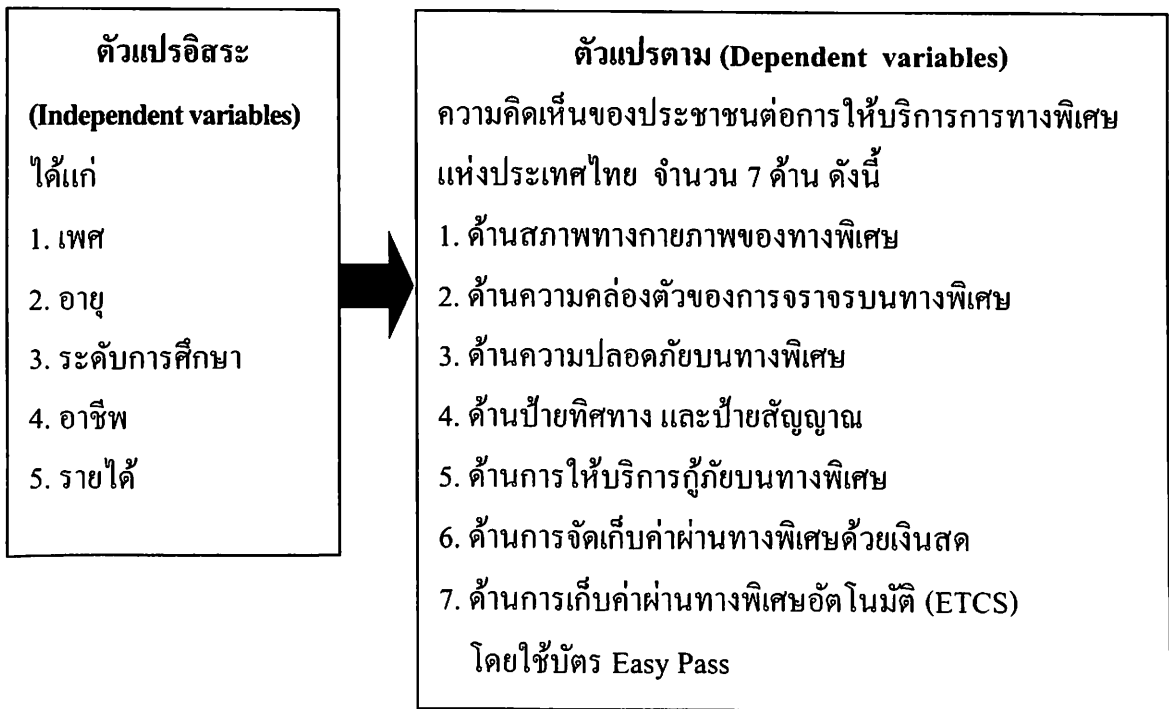 ตัวแปรอิสระ
(Independent variables)
ได้แก่
1. เพศ
2. อายุ
3. ระดับการศึกษา
4. อาชีพ
5. รายได้
ตัวแปรตาม (Dependent variables)
ความคิดเห็นของประชาชนต่อการให้บริการการทางพิเศษ
แห่งประเทศไทย จำนวน 7 ด้าน ดังนี้
1. ด้านสภาพทางกายภาพของทางพิเศษ
2. ด้านความคล่องตัวของการจราจรบนทางพิเศษ
3. ด้านความปลอดภัยบนทางพิเศษ
4. ด้านป้ายทิศทาง และป้ายสัญญาณ
5. ด้านการให้บริการกู้ภัยบนทางพิเศษ
6. ด้านการจัดเก็บค่าผ่านทางพิเศษด้วยเงินสด
7. ด้านการเก็บค่าผ่านทางพิเศษอัตโนมัติ (ETCS)
โดยใช้บัตร Easy Pass